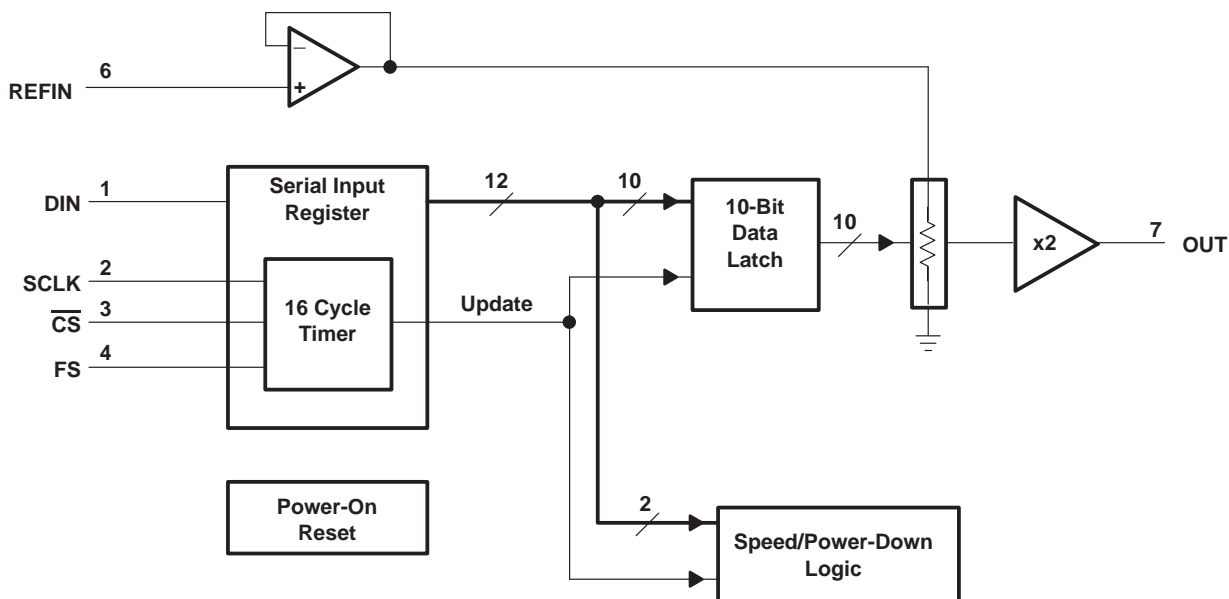 −
6
REFIN
+
Serial Input
Register
12
10
10-Bit
Data
Latch
10
x2
7
OUT
1
DIN
2
SCLK
3
C̅S̅
4
FS
16 Cycle
Timer
Update
Power-On
Reset
2
Speed/Power-Down
Logic